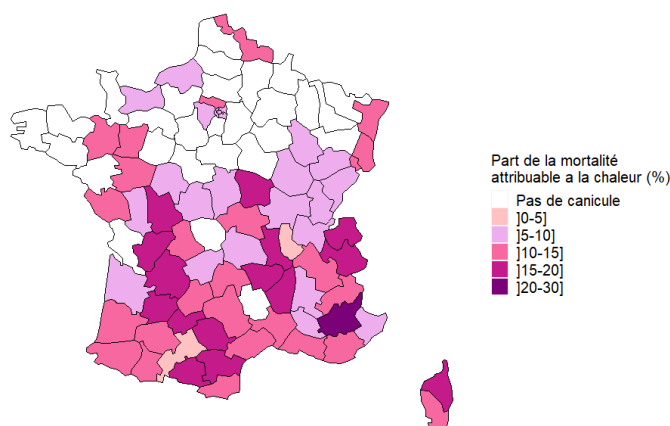 Part de la mortalité
attribuable a la chaleur (%)
Pas de canicule
]0-5]
]5-10]
]10-15]
]15-20]
]20-30]